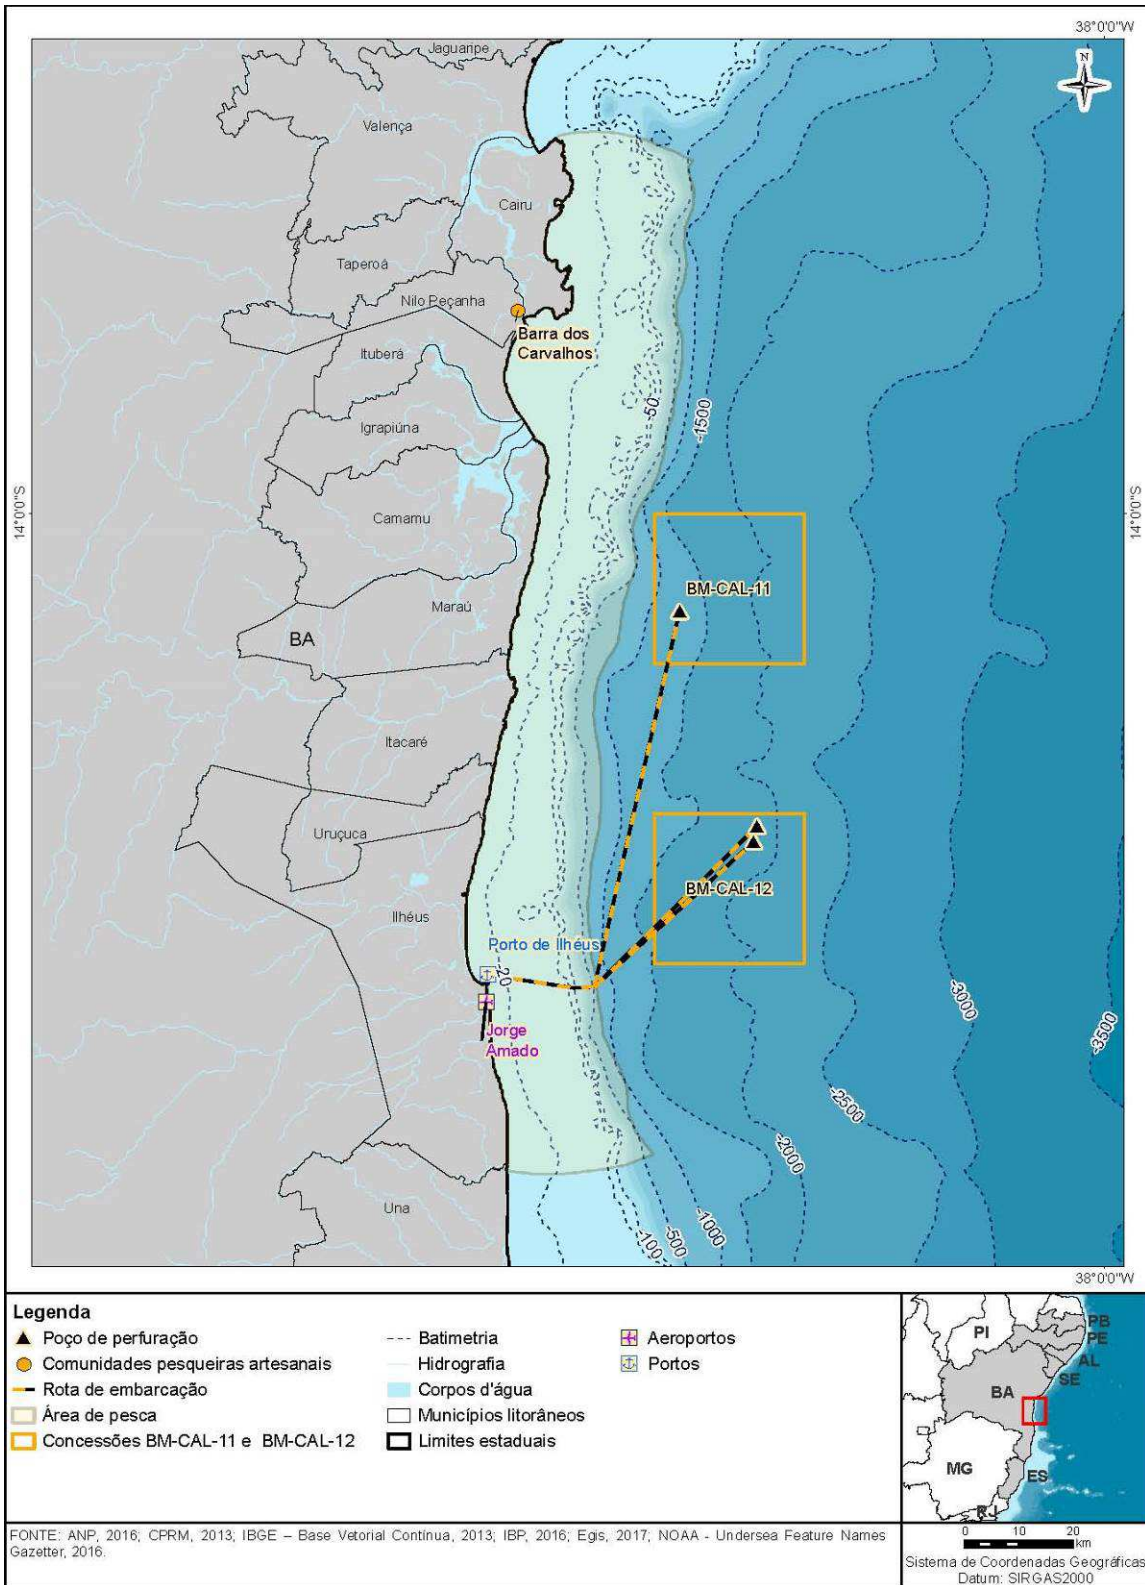 38°0'0"W
Jaguaripe
N
Valença
Cairu
Taperoá
Nilo Peçanha
Barra dos
Carvalhos
Ituberá
-50
-1500
Igrapiúna
14°0'0"S
14°0'0"S
Camamu
BM-CAL-11
Maraú
BA
Itacaré
Uruçuca
BM-CAL-12
Ilhéus
Porto de Ilhéus
-20
-3000
Jorge
Amado
-3500
-2500
-2000
Una
-1000
-500
-100
38°0'0"W
Legenda
Poço de perfuração
Comunidades pesqueiras artesanais
Rota de embarcação
Área de pesca
Concessões BM-CAL-11 e BM-CAL-12
Batimetria
Hidrografia
Corpos d'água
Municípios litorâneos
Limites estaduais
Aeroportos
Portos
PI
PB
PE
AL
SE
BA
MG
ES
RJ
FONTE: ANP, 2016; CPRM, 2013; IBGE – Base Vetorial Contínua, 2013; IBP, 2016; Egis, 2017; NOAA - Undersea Feature Names
Gazetter, 2016.
0 10 20
km
Sistema de Coordenadas Geográficas
Datum: SIRGAS2000